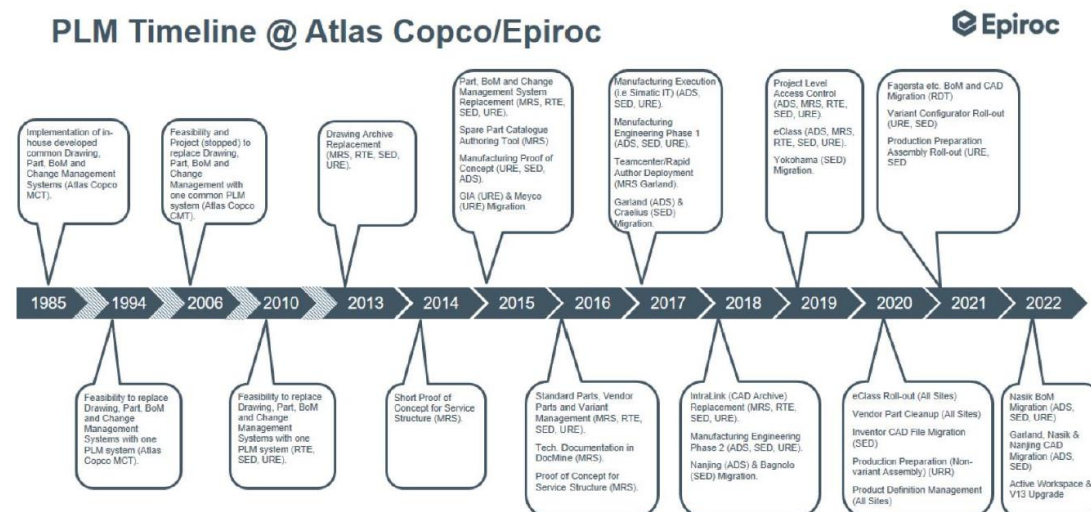 PLM Timeline @ Atlas Copco/Epiroc
Epiroc
Implementation of in-
house developed
common Drawing,
Part, BoM and
Change Management
Systems (Atlas Copco
MCT).
Feasibility and
Project (stopped) to
replace Drawing,
Part, BoM and
Change
Management with
one common PLM
system (Atlas Copco
CMT).
Drawing Archive
Replacement
(MRS, RTE, SED,
URE).
Part, BoM and Change
Management System
Replacement (MRS, RTE,
SED, URE).
Spare Part Catalogue
Authoring Tool (MRS)
Manufacturing Proof of
Concept (URE, SED,
ADS).
GIA (URE) & Meyco
(URE) Migration.
Manufacturing Execution
(i.e Simatic IT) (ADS,
SED, URE).
Manufacturing
Engineering Phase 1
(ADS, SED, URE).
Teamcenter/Rapid
Author Deployment
(MRS Garland).
Garland (ADS) &
Craelius (SED)
Migration.
Project Level
Access Control
(ADS, MRS, RTE,
SED, URE).
eClass (ADS, MRS,
RTE, SED, URE).
Yokohama (SED)
Migration.
Fagersta etc. BoM and CAD
Migration (RDT)
Variant Configurator Roll-out
(URE, SED)
Production Preparation
Assembly Roll-out (URE,
SED
1985 1994 2006 2010 2013 2014 2015 2016 2017 2018 2019 2020 2021 2022
Feasibility to replace
Drawing, Part, BoM
and Change
Management
Systems with one
PLM system (Atlas
Copco MCT).
Feasibility to replace
Drawing, Part, BoM
and Change
Management
Systems with one
PLM system (RTE,
SED, URE).
Short Proof of
Concept for Service
Structure (MRS).
Standard Parts, Vendor
Parts and Variant
Management (MRS, RTE,
SED, URE).
Tech. Documentation in
DocMine (MRS).
Proof of Concept for
Service Structure (MRS).
IntraLink (CAD Archive)
Replacement (MRS, RTE,
SED, URE).
Manufacturing Engineering
Phase 2 (ADS, SED, URE).
Nanjing (ADS) & Bagnolo
(SED) Migration.
eClass Roll-out (All Sites)
Vendor Part Cleanup (All Sites)
Inventor CAD File Migration
(SED)
Production Preparation (Non-
variant Assembly) (URR)
Product Definition Management
(All Sites)
Nasik BoM
Migration (ADS,
SED, URE)
Garland, Nasik &
Nanjing CAD
Migration (ADS,
SED)
Active Workspace &
V13 Upgrade